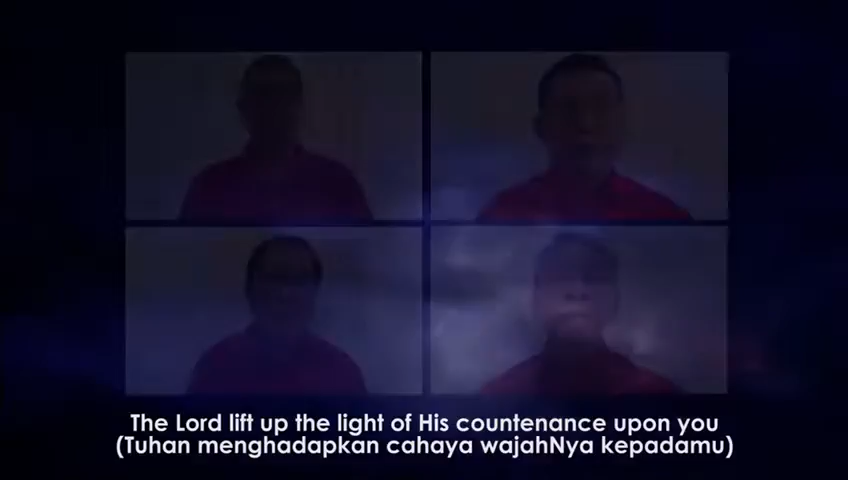 The Lord lift up the light of His countenance upon you
(Tuhan menghadapkan cahaya wajahNya kepadamu)